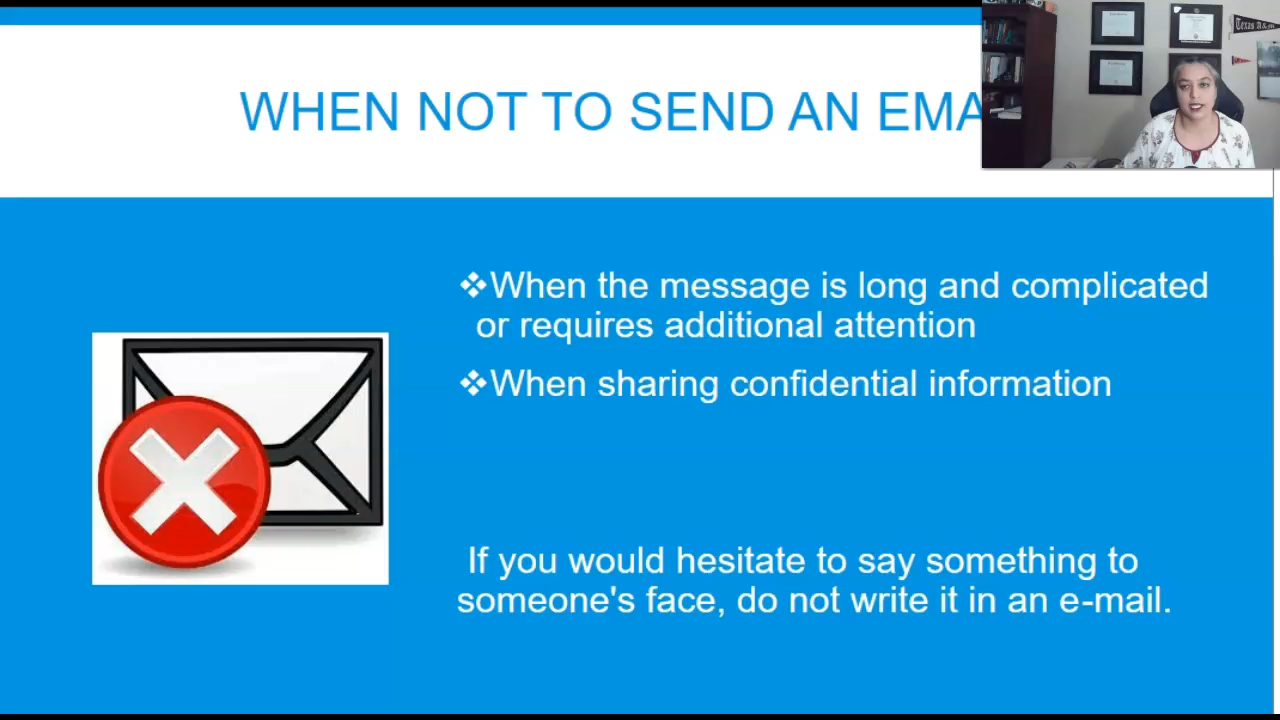 WHEN NOT TO SEND AN EMA
Texas A&M
❖When the message is long and complicated
or requires additional attention
❖When sharing confidential information
If you would hesitate to say something to
someone's face, do not write it in an e-mail.